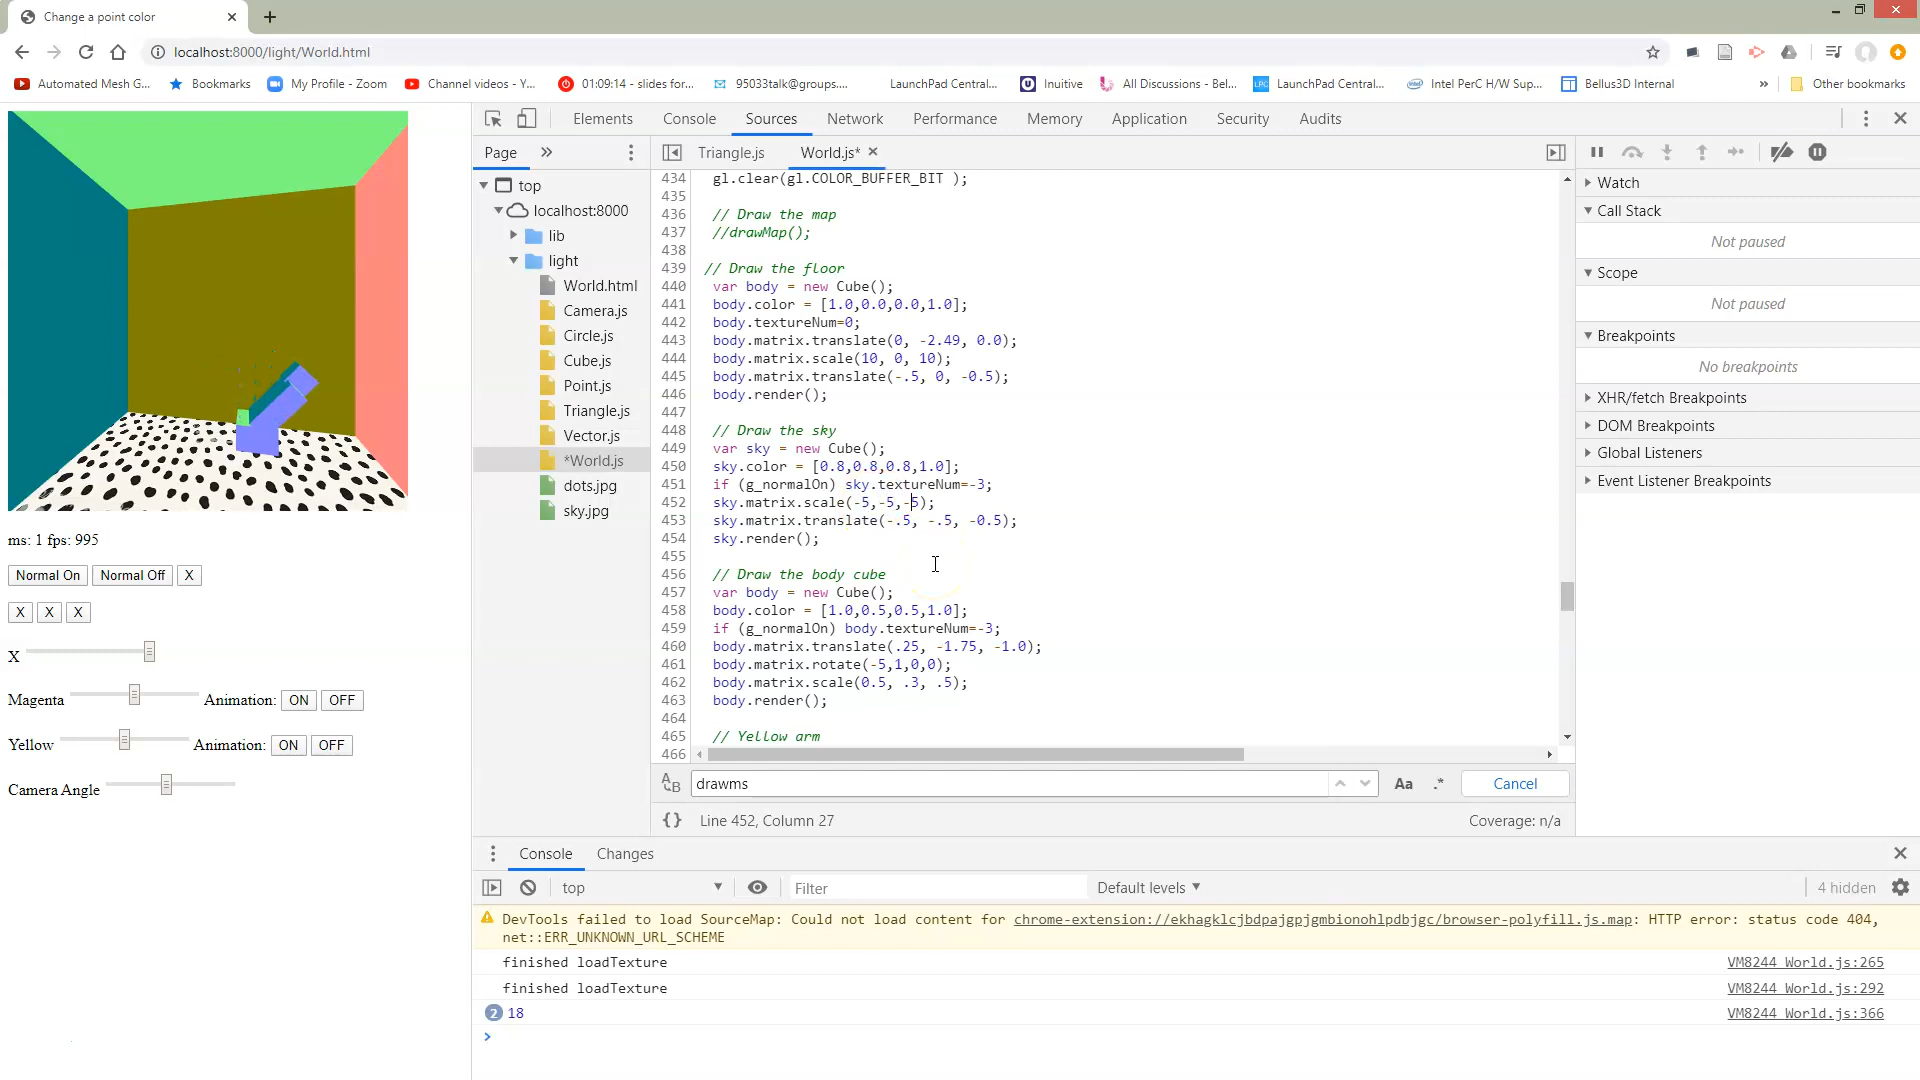 Change a point color
localhost:8000/light/World.html
Automated Mesh G... Bookmarks My Profile - Zoom Channel videos - Y... 01:09:14 - slides for... 95033talk@groups.... LaunchPad Central... Inuitive All Discussions - Bel... LaunchPad Central... Intel PerC H/W Sup... Bellus3D Internal » Other bookmarks
Elements Console Sources Network Performance Memory Application Security Audits
Page » Triangle.js World.js*
top
localhost:8000
lib
light
World.html
Camera.js
Circle.js
Cube.js
Point.js
Triangle.js
Vector.js
*World.js
dots.jpg
sky.jpg
434 gl.clear(gl.COLOR_BUFFER_BIT );
435
436 // Draw the map
437 //drawMap();
438
439 // Draw the floor
440 var body = new Cube();
441 body.color = [1.0,0.0,0.0,1.0];
442 body.textureNum=0;
443 body.matrix.translate(0, -2.49, 0.0);
444 body.matrix.scale(10, 0, 10);
445 body.matrix.translate(-.5, 0, -0.5);
446 body.render();
447
448 // Draw the sky
449 var sky = new Cube();
450 sky.color = [0.8,0.8,0.8,1.0];
451 if (g_normalOn) sky.textureNum=-3;
452 sky.matrix.scale(-5,-5,-5);
453 sky.matrix.translate(-.5, -.5, -0.5);
454 sky.render();
455
456 // Draw the body cube
457 var body = new Cube();
458 body.color = [1.0,0.5,0.5,1.0];
459 if (g_normalOn) body.textureNum=-3;
460 body.matrix.translate(.25, -1.75, -1.0);
461 body.matrix.rotate(-5,1,0,0);
462 body.matrix.scale(0.5, .3, .5);
463 body.render();
464
465 // Yellow arm
466
drawms Aa .* Cancel
{} Line 452, Column 27 Coverage: n/a
Watch
Call Stack
Not paused
Scope
Not paused
Breakpoints
No breakpoints
XHR/fetch Breakpoints
DOM Breakpoints
Global Listeners
Event Listener Breakpoints
ms: 1 fps: 995
Normal On Normal Off X
X X X
X
Magenta Animation: ON OFF
Yellow Animation: ON OFF
Camera Angle
Console Changes
top Filter Default levels 4 hidden
DevTools failed to load SourceMap: Could not load content for chrome-extension://ekhagklcjbdpajgpjgmbionohlpdbjgc/browser-polyfill.js.map: HTTP error: status code 404,
net::ERR_UNKNOWN_URL_SCHEME
finished loadTexture VM8244 World.js:265
finished loadTexture VM8244 World.js:292
2 18 VM8244 World.js:366
>